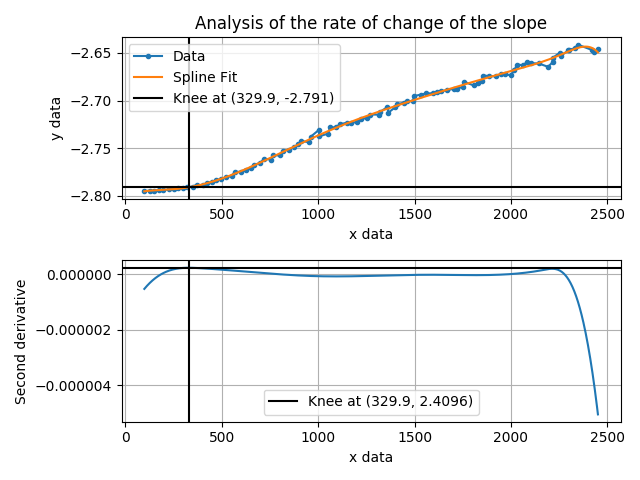 Analysis of the rate of change of the slope
y data
−2.65
−2.70
−2.75
−2.80
Data
Spline Fit
Knee at (329.9, -2.791)
0 500 1000 1500 2000 2500
x data
Second derivative
0.000000
−0.000002
−0.000004
Knee at (329.9, 2.4096)
0 500 1000 1500 2000 2500
x data